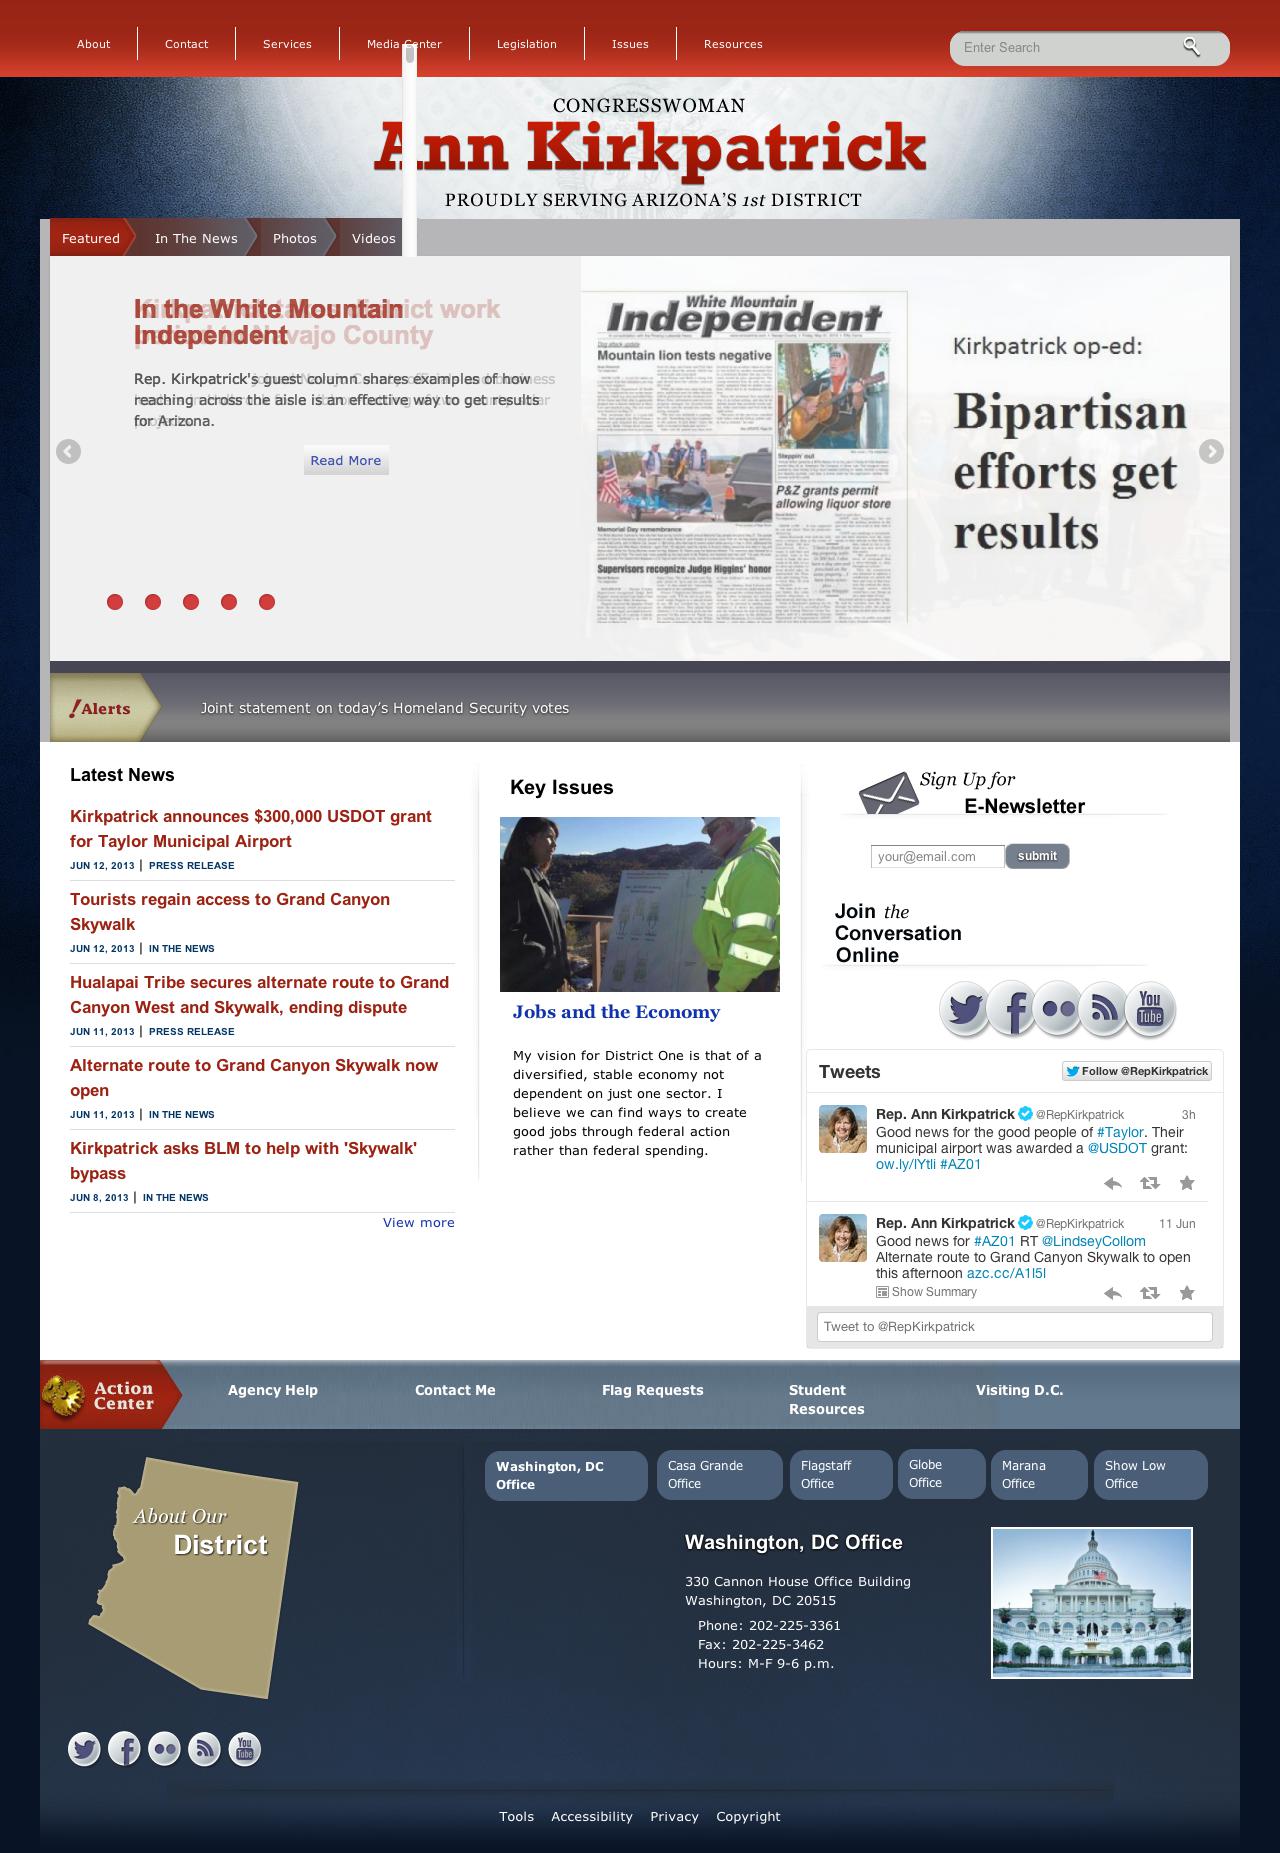 About
Contact
Services
Media Center
Legislation
Issues
Resources
Enter Search
CONGRESSWOMAN
Ann Kirkpatrick
PROUDLY SERVING ARIZONA'S 1st DISTRICT
Featured
In The News
Photos
Videos
In the White Mountain
Independent
Rep. Kirkpatrick's guest column shares examples of how
reaching across the aisle is an effective way to get results
for Arizona.
Read More
White Mountain
Independent
Dog attack update
Mountain lion tests negative
Steppin' out
P&Z grants permit
allowing liquor store
Memorial Day remembrance
Supervisors recognize Judge Higgins' honor
Kirkpatrick op-ed:
Bipartisan
efforts get
results
!Alerts
Joint statement on today’s Homeland Security votes
Latest News
Kirkpatrick announces $300,000 USDOT grant
for Taylor Municipal Airport
JUN 12, 2013 | PRESS RELEASE
Tourists regain access to Grand Canyon
Skywalk
JUN 12, 2013 | IN THE NEWS
Hualapai Tribe secures alternate route to Grand
Canyon West and Skywalk, ending dispute
JUN 11, 2013 | PRESS RELEASE
Alternate route to Grand Canyon Skywalk now
open
JUN 11, 2013 | IN THE NEWS
Kirkpatrick asks BLM to help with 'Skywalk'
bypass
JUN 8, 2013 | IN THE NEWS
View more
Key Issues
Jobs and the Economy
My vision for District One is that of a
diversified, stable economy not
dependent on just one sector. I
believe we can find ways to create
good jobs through federal action
rather than federal spending.
Sign Up for
E-Newsletter
your@email.com
submit
Join the
Conversation
Online
You
Tube
Tweets
Follow @RepKirkpatrick
Rep. Ann Kirkpatrick @RepKirkpatrick 3h
Good news for the good people of #Taylor. Their
municipal airport was awarded a @USDOT grant:
ow.ly/lYtli #AZ01
Rep. Ann Kirkpatrick @RepKirkpatrick 11 Jun
Good news for #AZ01 RT @LindseyCollom
Alternate route to Grand Canyon Skywalk to open
this afternoon azc.cc/A1l5l
Show Summary
Tweet to @RepKirkpatrick
Action
Center
Agency Help
Contact Me
Flag Requests
Student
Resources
Visiting D.C.
About Our
District
Washington, DC
Office
Casa Grande
Office
Flagstaff
Office
Globe
Office
Marana
Office
Show Low
Office
Washington, DC Office
330 Cannon House Office Building
Washington, DC 20515
Phone: 202-225-3361
Fax: 202-225-3462
Hours: M-F 9-6 p.m.
You
Tube
Tools
Accessibility
Privacy
Copyright